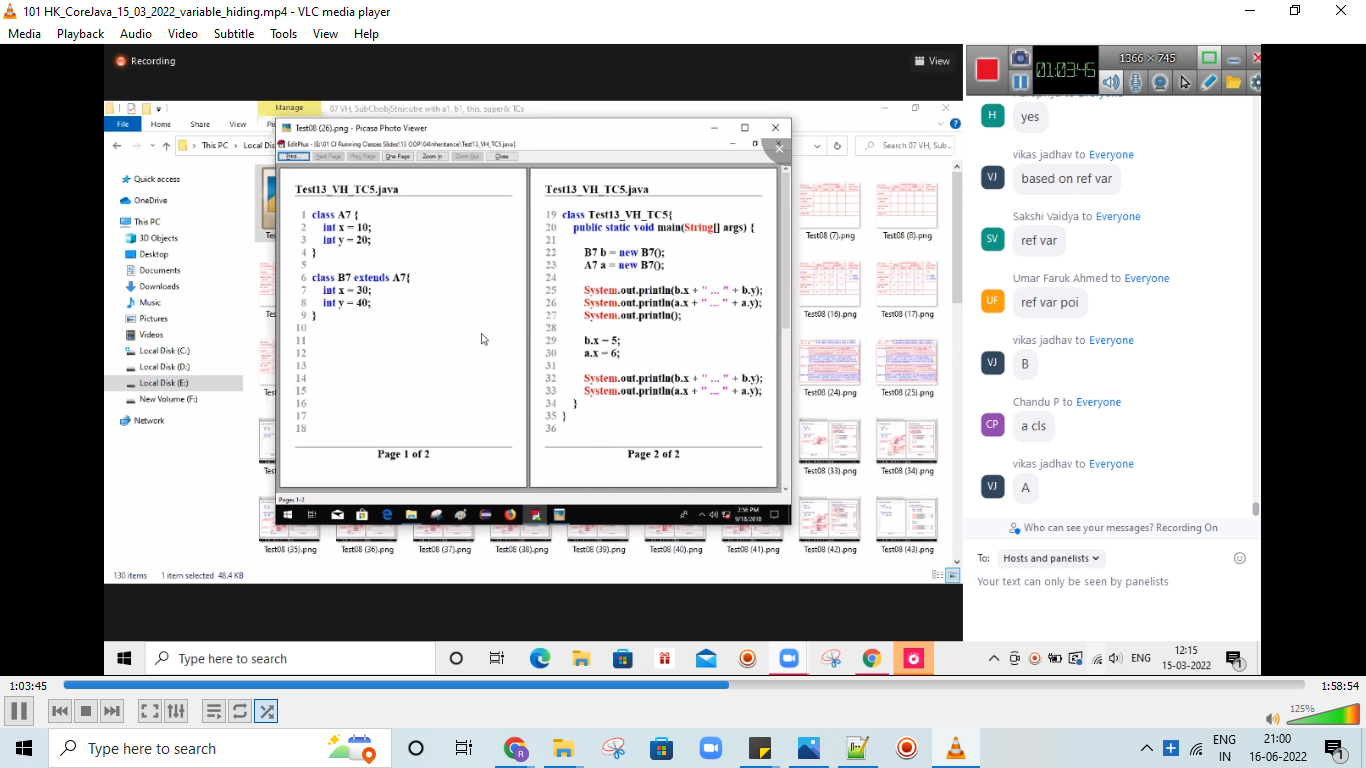 101 HK_CoreJava_15_03_2022_variable_hiding.mp4 - VLC media player
Media Playback Audio Video Subtitle Tools View Help
Recording
View
Manage
07 VH, SubClsobjStrucutre with a1, b1, this, super& TCs
File Home Share View
This PC
Local Dis
Search 07 VH, Sub...
Quick access
OneDrive
This PC
3D Objects
Desktop
Documents
Downloads
Music
Pictures
Videos
Local Disk (C:)
Local Disk (D:)
Local Disk (E:)
New Volume (F:)
Network
Test08 (26).png - Picasa Photo Viewer
EditPlus - [E:\01 CJ Running Classes Slides\13 OOP\04Inheritance\Test13_VH_TC5.java]
Print... Next Page Prev Page One Page Zoom In Zoom Out Close
Test13_VH_TC5.java
1 class A7 {
2 int x = 10;
3 int y = 20;
4 }
5
6 class B7 extends A7{
7 int x = 30;
8 int y = 40;
9 }
10
11
12
13
14
15
16
17
18
Page 1 of 2
Test13_VH_TC5.java
19 class Test13_VH_TC5{
20 public static void main(String[] args) {
21
22 B7 b = new B7();
23 A7 a = new B7();
24
25 System.out.println(b.x + " ... " + b.y);
26 System.out.println(a.x + " ... " + a.y);
27 System.out.println();
28
29 b.x = 5;
30 a.x = 6;
31
32 System.out.println(b.x + " ... " + b.y);
33 System.out.println(a.x + " ... " + a.y);
34 }
35 }
36
Page 2 of 2
Pages 1-2
2:56 PM
9/18/2018
Test08 (7).png Test08 (8).png
Test08 (16).png Test08 (17).png
Test08 (24).png Test08 (25).png
Test08 (33).png Test08 (34).png
Test08 (35).png Test08 (36).png Test08 (37).png Test08 (38).png Test08 (39).png Test08 (40).png Test08 (41).png Test08 (42).png Test08 (43).png
130 items 1 item selected 48.4 KB
1366 × 745
01:03:45
H
yes
vikas jadhav to Everyone
VJ
based on ref var
Sakshi Vaidya to Everyone
SV
ref var
Umar Faruk Ahmed to Everyone
UF
ref var poi
vikas jadhav to Everyone
VJ
B
Chandu P to Everyone
CP
a cls
vikas jadhav to Everyone
VJ
A
Who can see your messages? Recording On
To: Hosts and panelists
Your text can only be seen by panelists
Type here to search
ENG
12:15
15-03-2022
1
1:03:45
1:58:54
125%
Type here to search
R
ENG
IN
21:00
16-06-2022
1